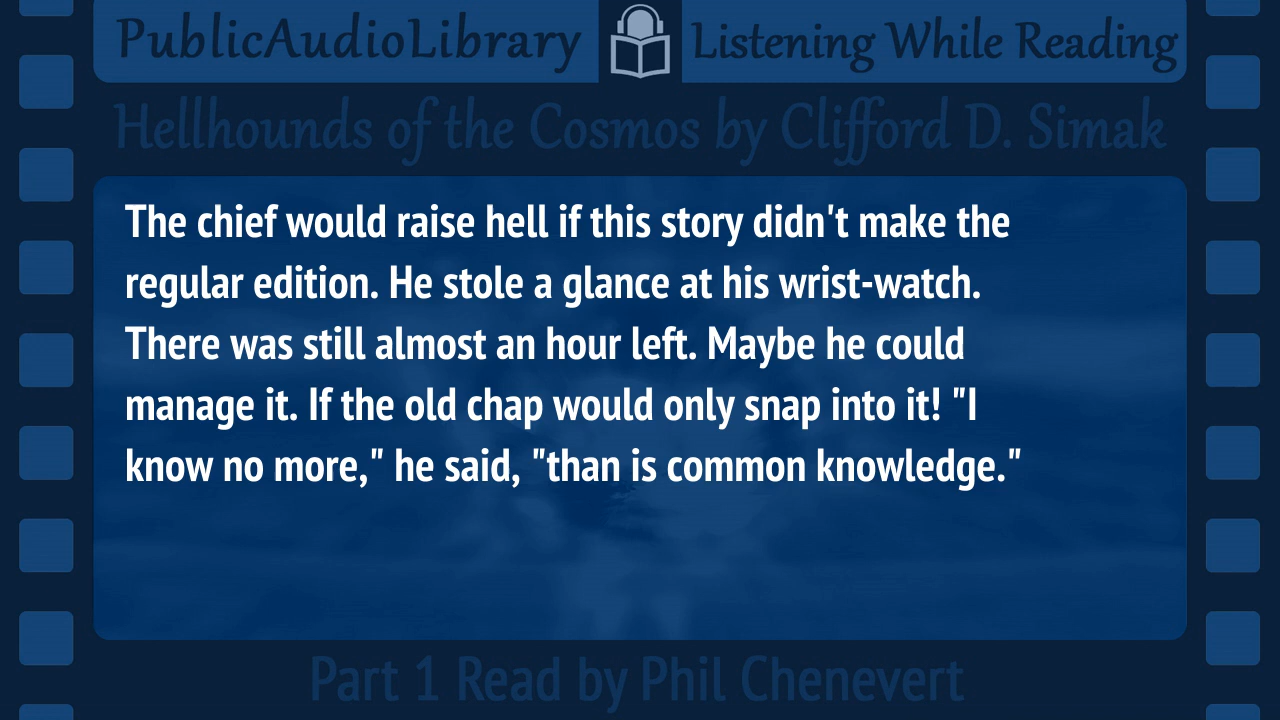 PublicAudioLibrary Listening While Reading
Hellhounds of the Cosmos by Clifford D. Simak
The chief would raise hell if this story didn't make the
regular edition. He stole a glance at his wrist-watch.
There was still almost an hour left. Maybe he could
manage it. If the old chap would only snap into it! "I
know no more," he said, "than is common knowledge."
Part 1 Read by Phil Chenevert